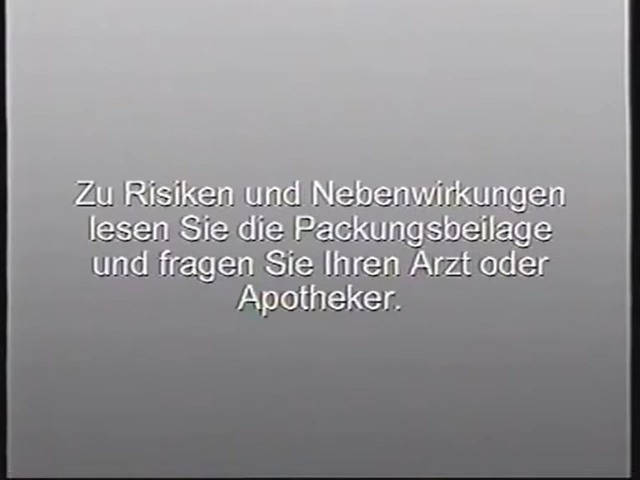 Zu Risiken und Nebenwirkungen
lesen Sie die Packungsbeilage
und fragen Sie Ihren Arzt oder
Apotheker.